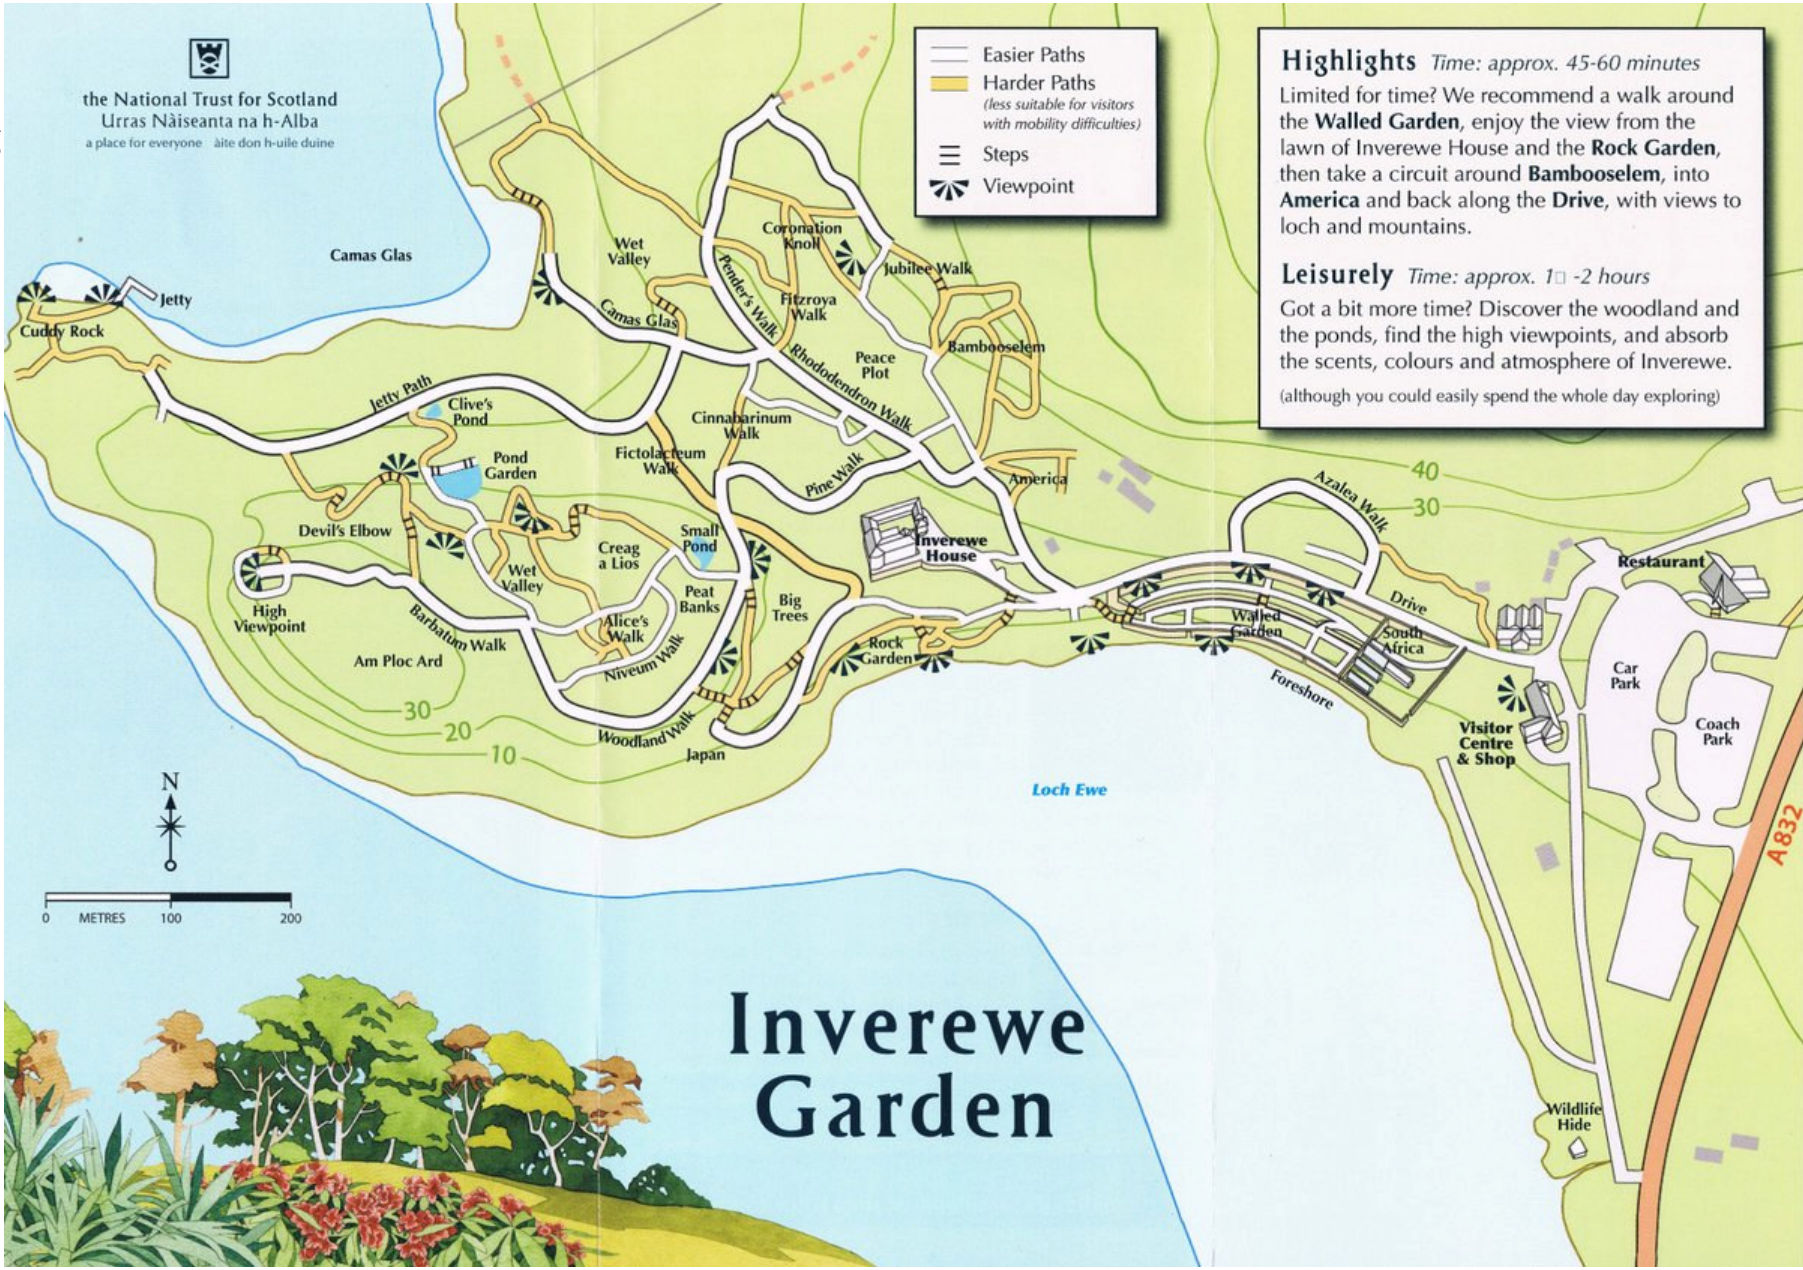 the National Trust for Scotland
Urras Nàiseanta na h-Alba
a place for everyone àite don h-uile duine
Easier Paths
Harder Paths
(less suitable for visitors
with mobility difficulties)
Steps
Viewpoint
Highlights Time: approx. 45-60 minutes
Limited for time? We recommend a walk around
the Walled Garden, enjoy the view from the
lawn of Inverewe House and the Rock Garden,
then take a circuit around Bambooselem, into
America and back along the Drive, with views to
loch and mountains.
Leisurely Time: approx. 1□ -2 hours
Got a bit more time? Discover the woodland and
the ponds, find the high viewpoints, and absorb
the scents, colours and atmosphere of Inverewe.
(although you could easily spend the whole day exploring)
Camas Glas
Jetty
Cuddy Rock
Wet
Valley
Coronation
Knoll
Jubilee Walk
Pender's Walk
Fitzroya
Walk
Camas Glas
Bambooselem
Peace
Plot
Rhododendron Walk
Jetty Path
Clive's
Pond
Cinnabarinum
Walk
Pond
Garden
Fictolacteum
Walk
Pine Walk
America
40
30
Azalea Walk
Devil's Elbow
Small
Pond
Creag
a Lios
Inverewe
House
Restaurant
Wet
Valley
Peat
Banks
Big
Trees
High
Viewpoint
Barbatum Walk
Alice's
Walk
Drive
Walled
Garden
South
Africa
Am Ploc Ard
Niveum Walk
Rock
Garden
Foreshore
Car
Park
30
20
10
Woodland Walk
Japan
Visitor
Centre
& Shop
Coach
Park
Loch Ewe
A832
N
0 METRES 100 200
Inverewe
Garden
Wildlife
Hide